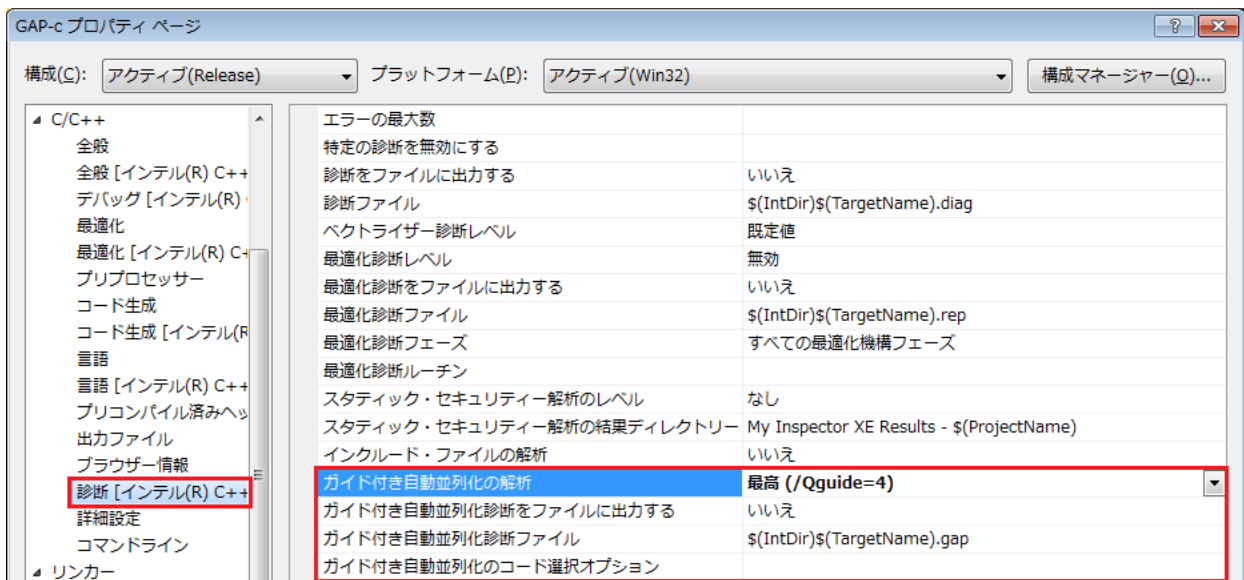 GAP-c プロパティ ページ
構成(C): アクティブ(Release) プラットフォーム(P): アクティブ(Win32) 構成マネージャー(O)...
C/C++
全般
全般 [インテル(R) C++
デバッグ [インテル(R)
最適化
最適化 [インテル(R) C+
プリプロセッサー
コード生成
コード生成 [インテル(R
言語
言語 [インテル(R) C++
プリコンパイル済みヘッ
出力ファイル
ブラウザー情報
診断 [インテル(R) C++
詳細設定
コマンドライン
リンカー
エラーの最大数
特定の診断を無効にする
診断をファイルに出力する いいえ
診断ファイル $(IntDir)$(TargetName).diag
ベクトライザー診断レベル 既定値
最適化診断レベル 無効
最適化診断をファイルに出力する いいえ
最適化診断ファイル $(IntDir)$(TargetName).rep
最適化診断フェーズ すべての最適化機構フェーズ
最適化診断ルーチン
スタティック・セキュリティー解析のレベル なし
スタティック・セキュリティー解析の結果ディレクトリー My Inspector XE Results - $(ProjectName)
インクルード・ファイルの解析 いいえ
ガイド付き自動並列化の解析 最高 (/Qguide=4)
ガイド付き自動並列化診断をファイルに出力する いいえ
ガイド付き自動並列化診断ファイル $(IntDir)$(TargetName).gap
ガイド付き自動並列化のコード選択オプション